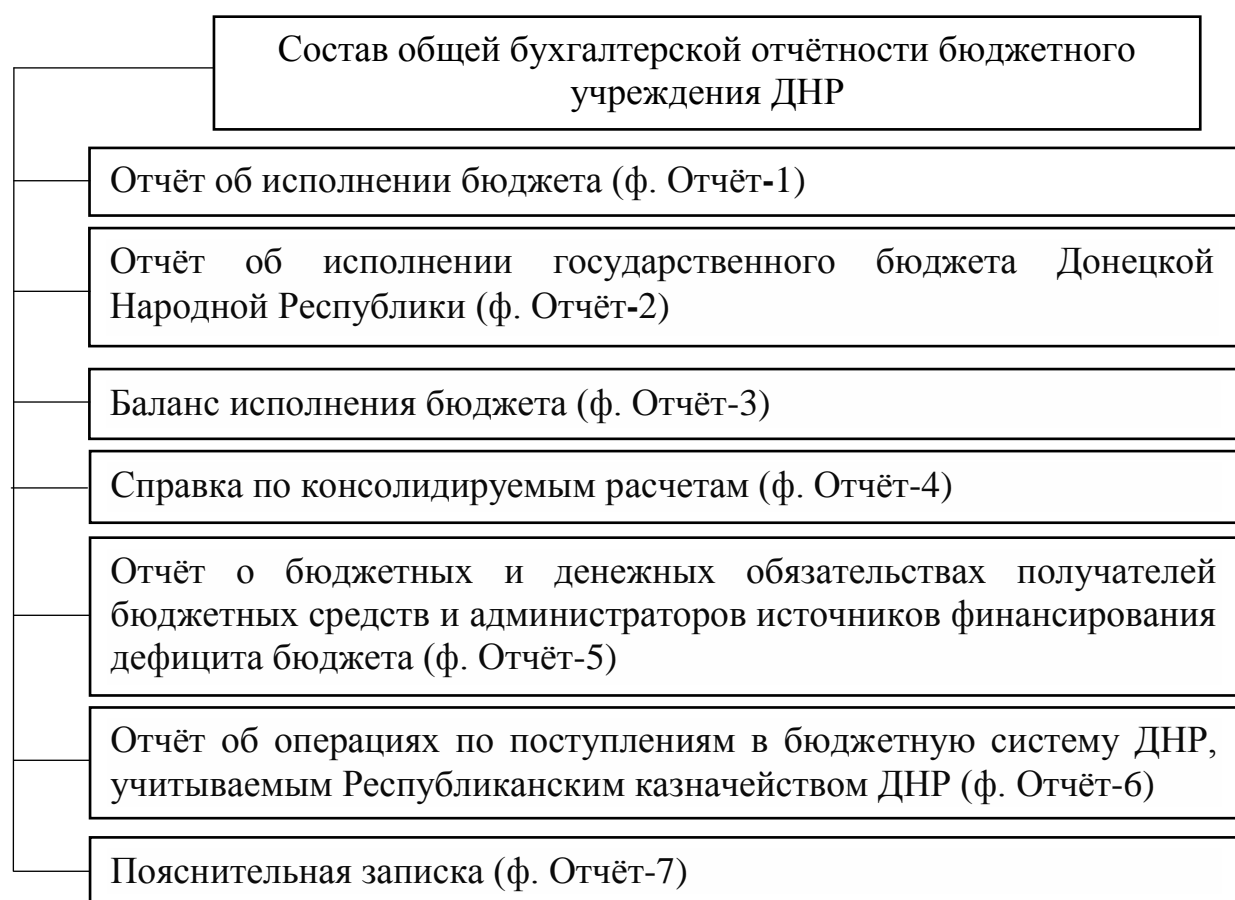 Состав общей бухгалтерской отчётности бюджетного
учреждения ДНР
Отчёт об исполнении бюджета (ф. Отчёт-1)
Отчёт об исполнении государственного бюджета Донецкой
Народной Республики (ф. Отчёт-2)
Баланс исполнения бюджета (ф. Отчёт-3)
Справка по консолидируемым расчетам (ф. Отчёт-4)
Отчёт о бюджетных и денежных обязательствах получателей
бюджетных средств и администраторов источников финансирования
дефицита бюджета (ф. Отчёт-5)
Отчёт об операциях по поступлениям в бюджетную систему ДНР,
учитываемым Республиканским казначейством ДНР (ф. Отчёт-6)
Пояснительная записка (ф. Отчёт-7)